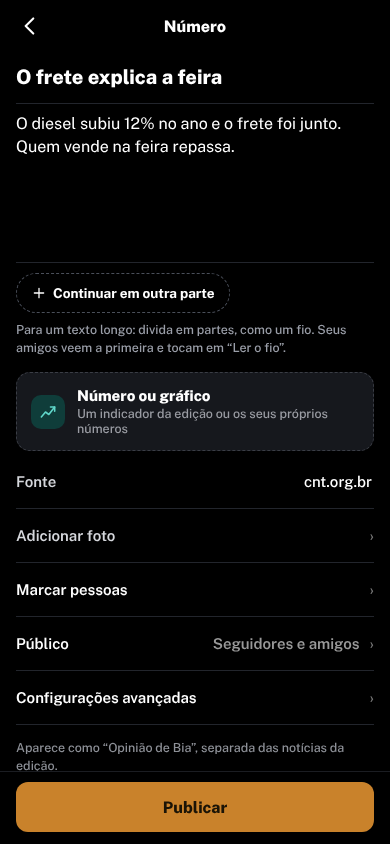 Número
O frete explica a feira
O diesel subiu 12% no ano e o frete foi junto.
Quem vende na feira repassa.
+ Continuar em outra parte
Para um texto longo: divida em partes, como um fio. Seus
amigos veem a primeira e tocam em “Ler o fio”.
Número ou gráfico
Um indicador da edição ou os seus próprios
números
Fonte cnt.org.br
Adicionar foto ›
Marcar pessoas ›
Público Seguidores e amigos ›
Configurações avançadas ›
Aparece como “Opinião de Bia”, separada das notícias da
edição.
Publicar